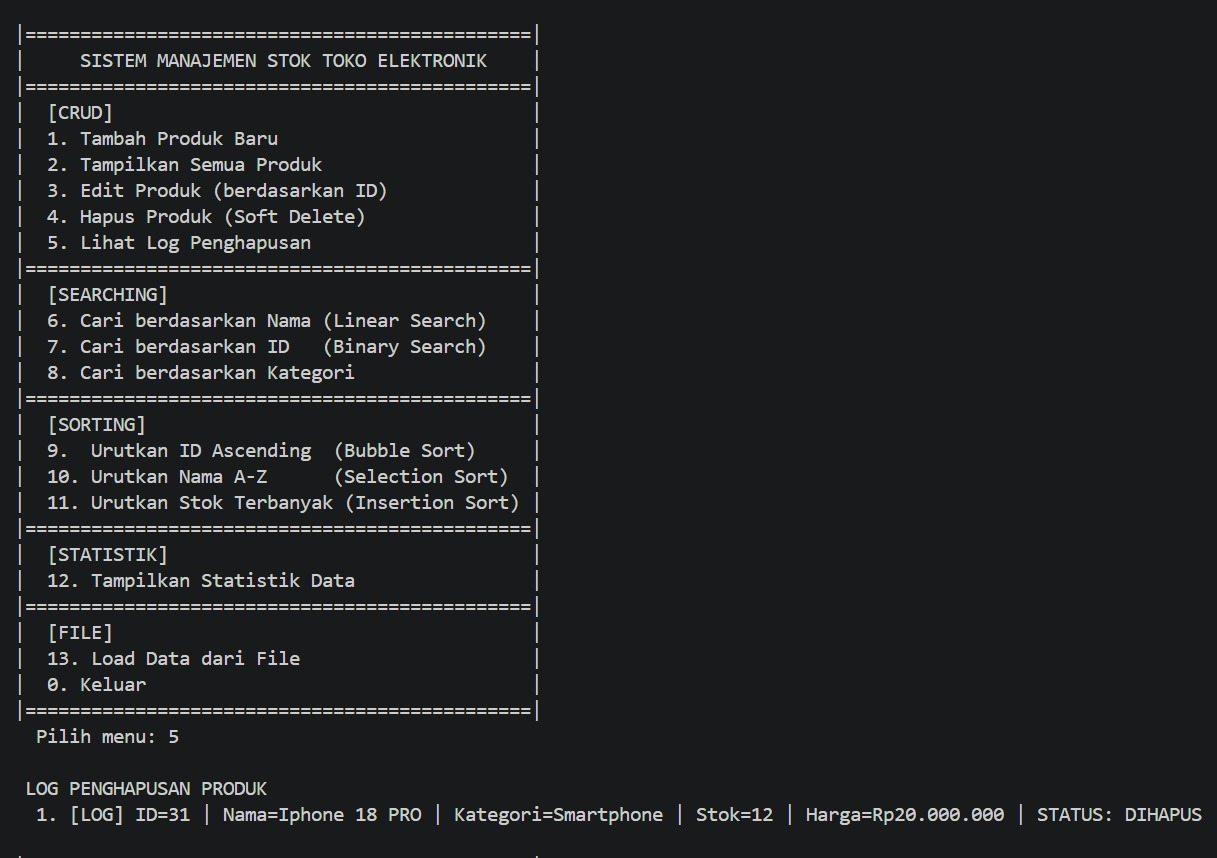 |==============================================|
|     SISTEM MANAJEMEN STOK TOKO ELEKTRONIK    |
|==============================================|
|  [CRUD]                                      |
|  1. Tambah Produk Baru                       |
|  2. Tampilkan Semua Produk                   |
|  3. Edit Produk (berdasarkan ID)             |
|  4. Hapus Produk (Soft Delete)               |
|  5. Lihat Log Penghapusan                    |
|==============================================|
|  [SEARCHING]                                 |
|  6. Cari berdasarkan Nama (Linear Search)    |
|  7. Cari berdasarkan ID   (Binary Search)    |
|  8. Cari berdasarkan Kategori                |
|==============================================|
|  [SORTING]                                   |
|  9.  Urutkan ID Ascending  (Bubble Sort)     |
|  10. Urutkan Nama A-Z      (Selection Sort)  |
|  11. Urutkan Stok Terbanyak (Insertion Sort) |
|==============================================|
|  [STATISTIK]                                 |
|  12. Tampilkan Statistik Data                |
|==============================================|
|  [FILE]                                      |
|  13. Load Data dari File                     |
|  0. Keluar                                   |
|==============================================|
Pilih menu: 5
LOG PENGHAPUSAN PRODUK
1. [LOG] ID=31 | Nama=Iphone 18 PRO | Kategori=Smartphone | Stok=12 | Harga=Rp20.000.000 | STATUS: DIHAPUS